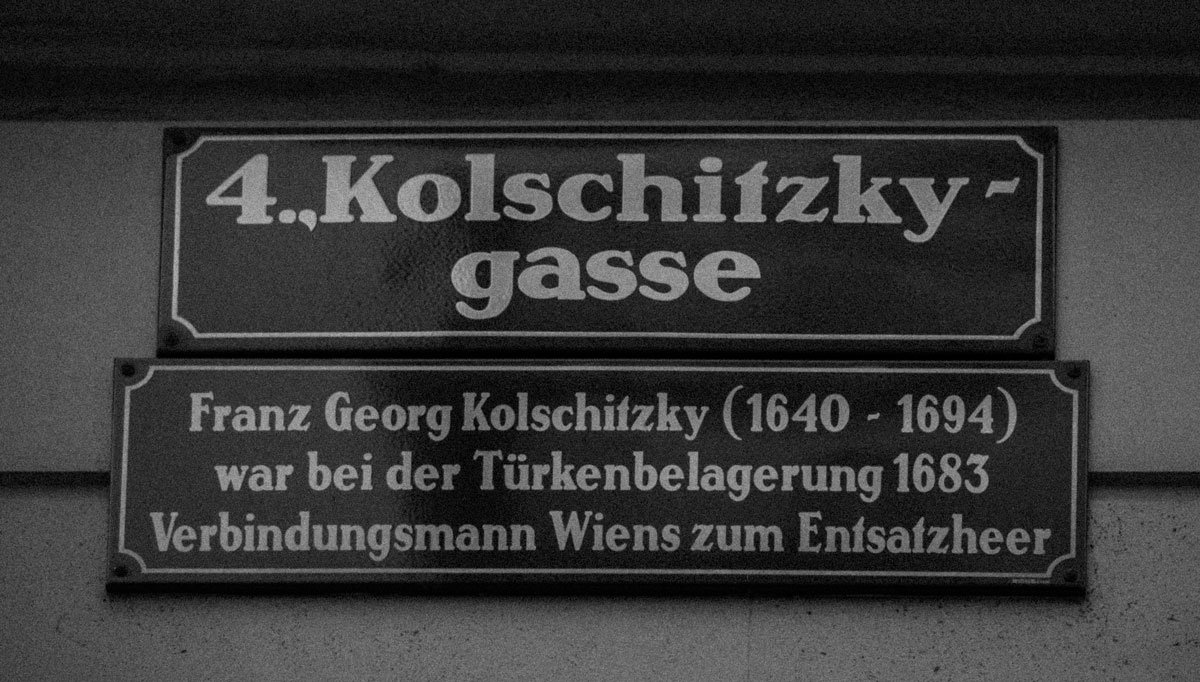 4., Kolschitzky-
gasse
Franz Georg Kolschitzky (1640 - 1694)
war bei der Türkenbelagerung 1683
Verbindungsmann Wiens zum Entsatzheer